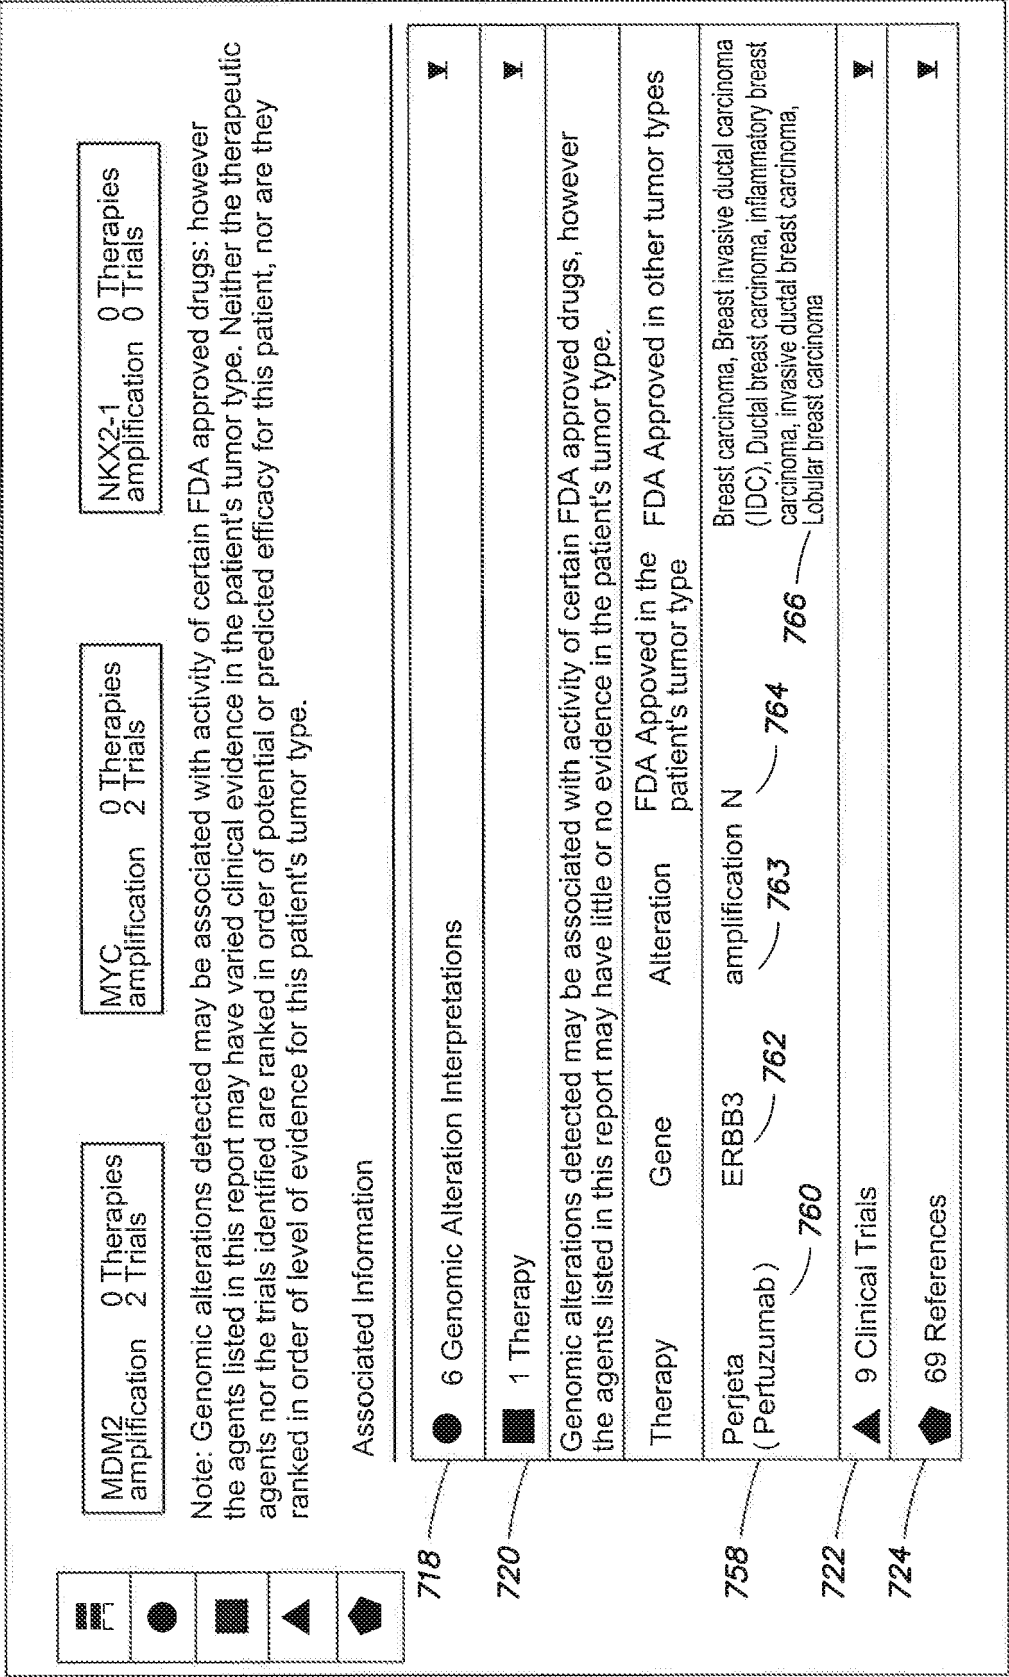 MDM2
amplification
0 Therapies
2 Trials
MYC
amplification
0 Therapies
2 Trials
NKX2-1
amplification
0 Therapies
0 Trials
Note: Genomic alterations detected may be associated with activity of certain FDA approved drugs: however
the agents listed in this report may have varied clinical evidence in the patient's tumor type. Neither the therapeutic
agents nor the trials identified are ranked in order of potential or predicted efficacy for this patient, nor are they
ranked in order of level of evidence for this patient's tumor type.
Associated Information
718
6 Genomic Alteration Interpretations
720
1 Therapy
Genomic alterations detected may be associated with activity of certain FDA approved drugs, however
the agents listed in this report may have little or no evidence in the patient's tumor type.
Therapy
Gene
Alteration
FDA Appoved in the
patient's tumor type
FDA Approved in other tumor types
758
Perjeta
( Pertuzumab )
760
ERBB3
762
amplification
763
N
764
Breast carcinoma, Breast invasive ductal carcinoma
(IDC), Ductal breast carcinoma, inflammatory breast
carcinoma, invasive ductal breast carcinoma,
Lobular breast carcinoma
766
722
9 Clinical Trials
724
69 References